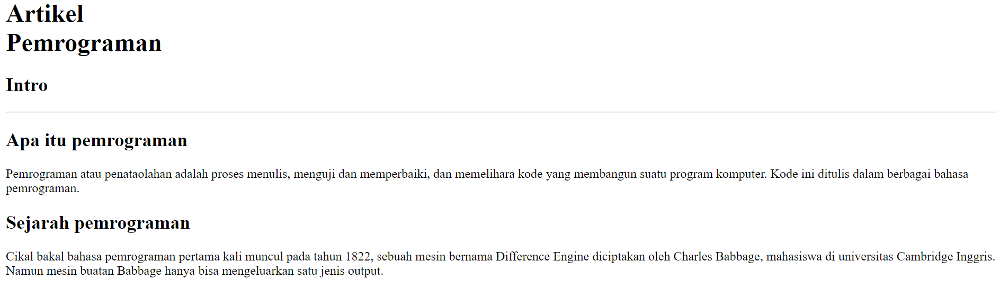 Artikel
Pemrograman
Intro
Apa itu pemrograman
Pemrograman atau penataolahan adalah proses menulis, menguji dan memperbaiki, dan memelihara kode yang membangun suatu program komputer. Kode ini ditulis dalam berbagai bahasa
pemrograman.
Sejarah pemrograman
Cikal bakal bahasa pemrograman pertama kali muncul pada tahun 1822, sebuah mesin bernama Difference Engine diciptakan oleh Charles Babbage, mahasiswa di universitas Cambridge Inggris.
Namun mesin buatan Babbage hanya bisa mengeluarkan satu jenis output.